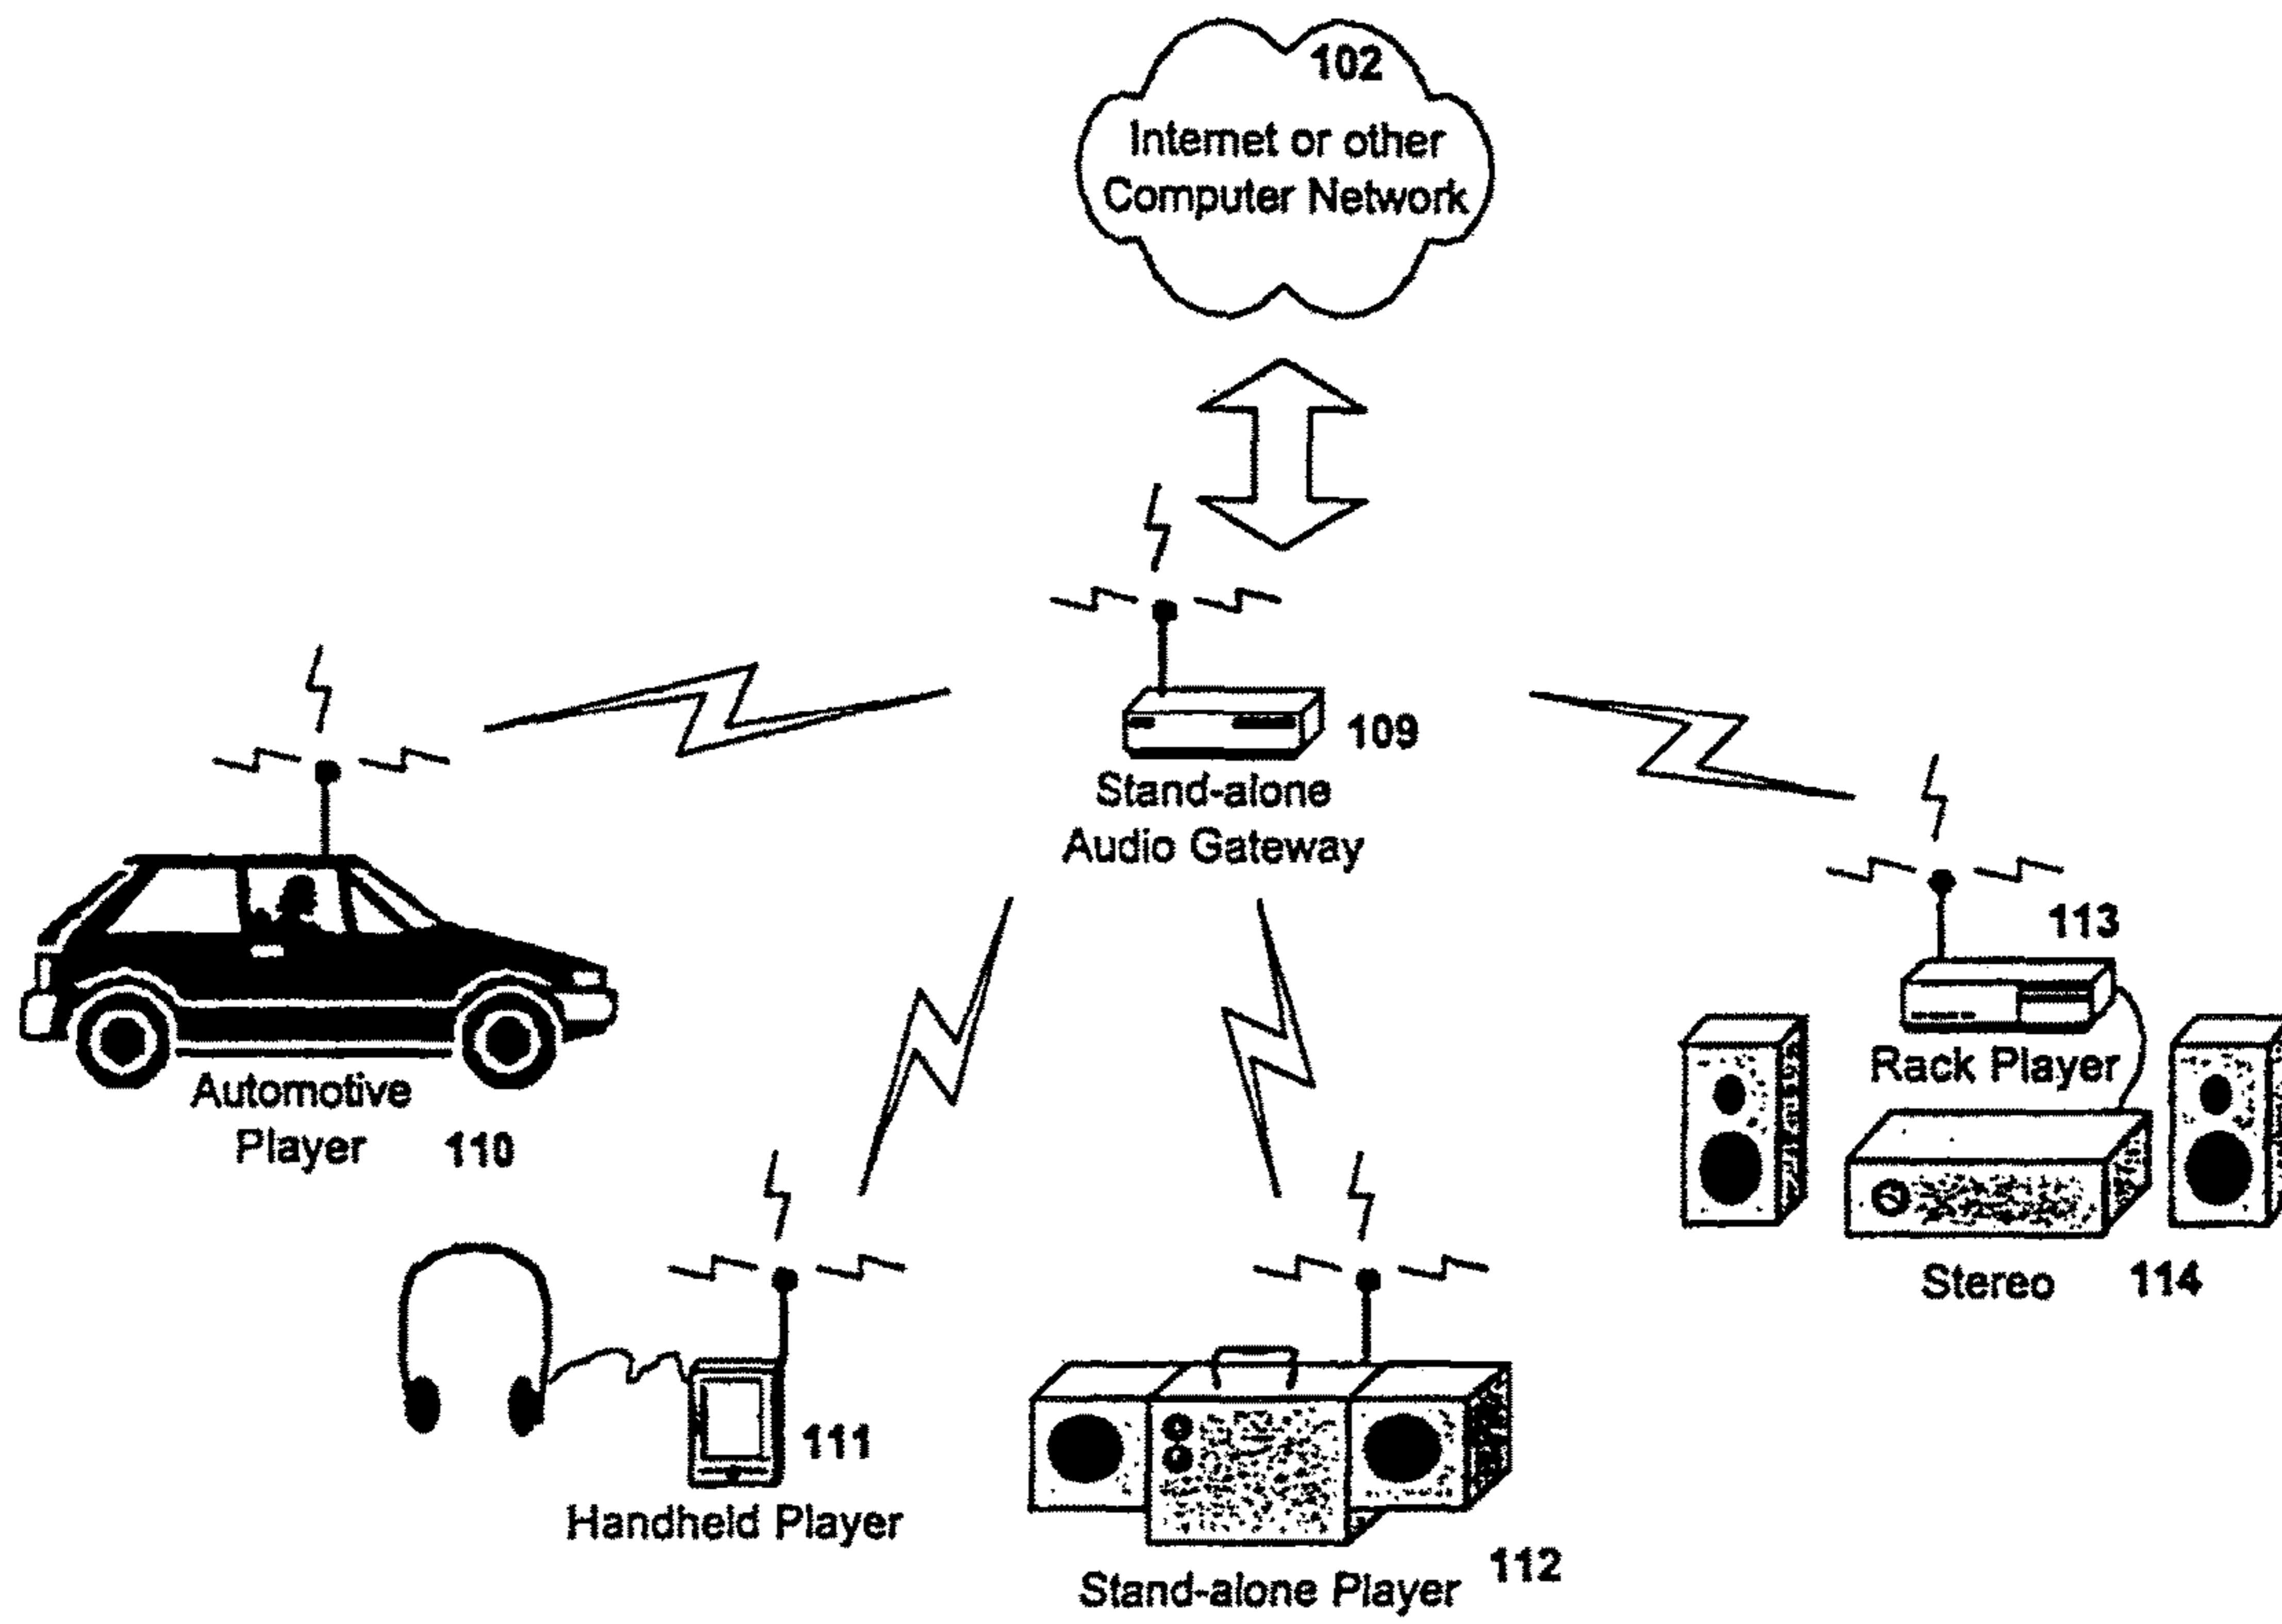 102
Internet or other
Computer Network
109
Stand-alone
Audio Gateway
113
Rack Player
Automotive
Player 110
Stereo 114
111
Handheld Player
112
Stand-alone Player